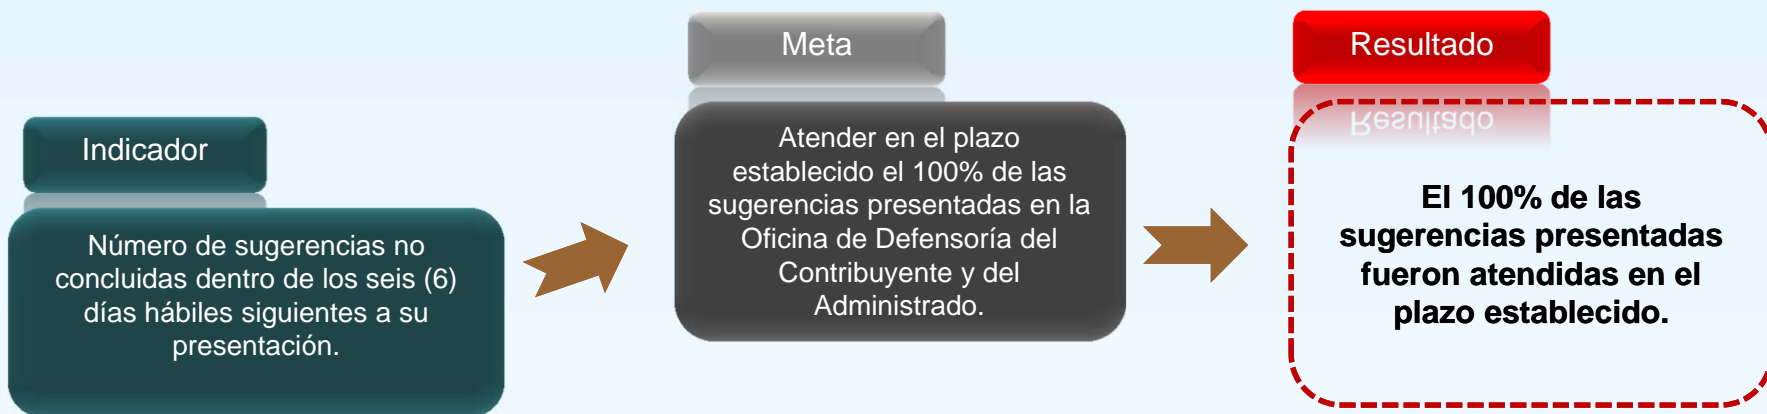 Indicador
Número de sugerencias no
concluidas dentro de los seis (6)
días hábiles siguientes a su
presentación.
Meta
Atender en el plazo
establecido el 100% de las
sugerencias presentadas en la
Oficina de Defensoría del
Contribuyente y del
Administrado.
Resultado
El 100% de las
sugerencias presentadas
fueron atendidas en el
plazo establecido.